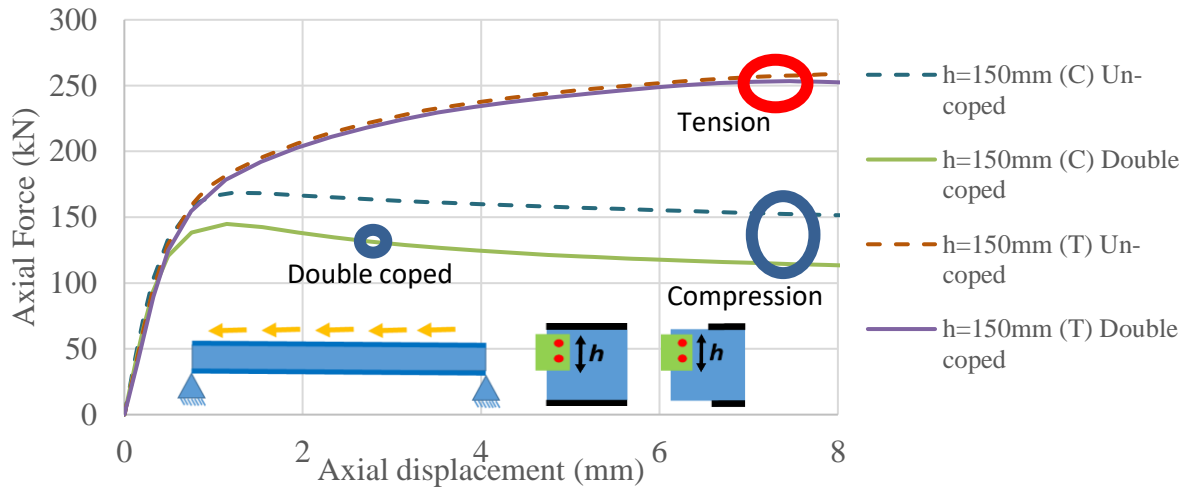 300
250
200
150
100
50
0
Axial Force (kN)
0
2
4
6
8
Axial displacement (mm)
Tension
Double coped
Compression
h
h
h=150mm (C) Un-
coped
h=150mm (C) Double
coped
h=150mm (T) Un-
coped
h=150mm (T) Double
coped